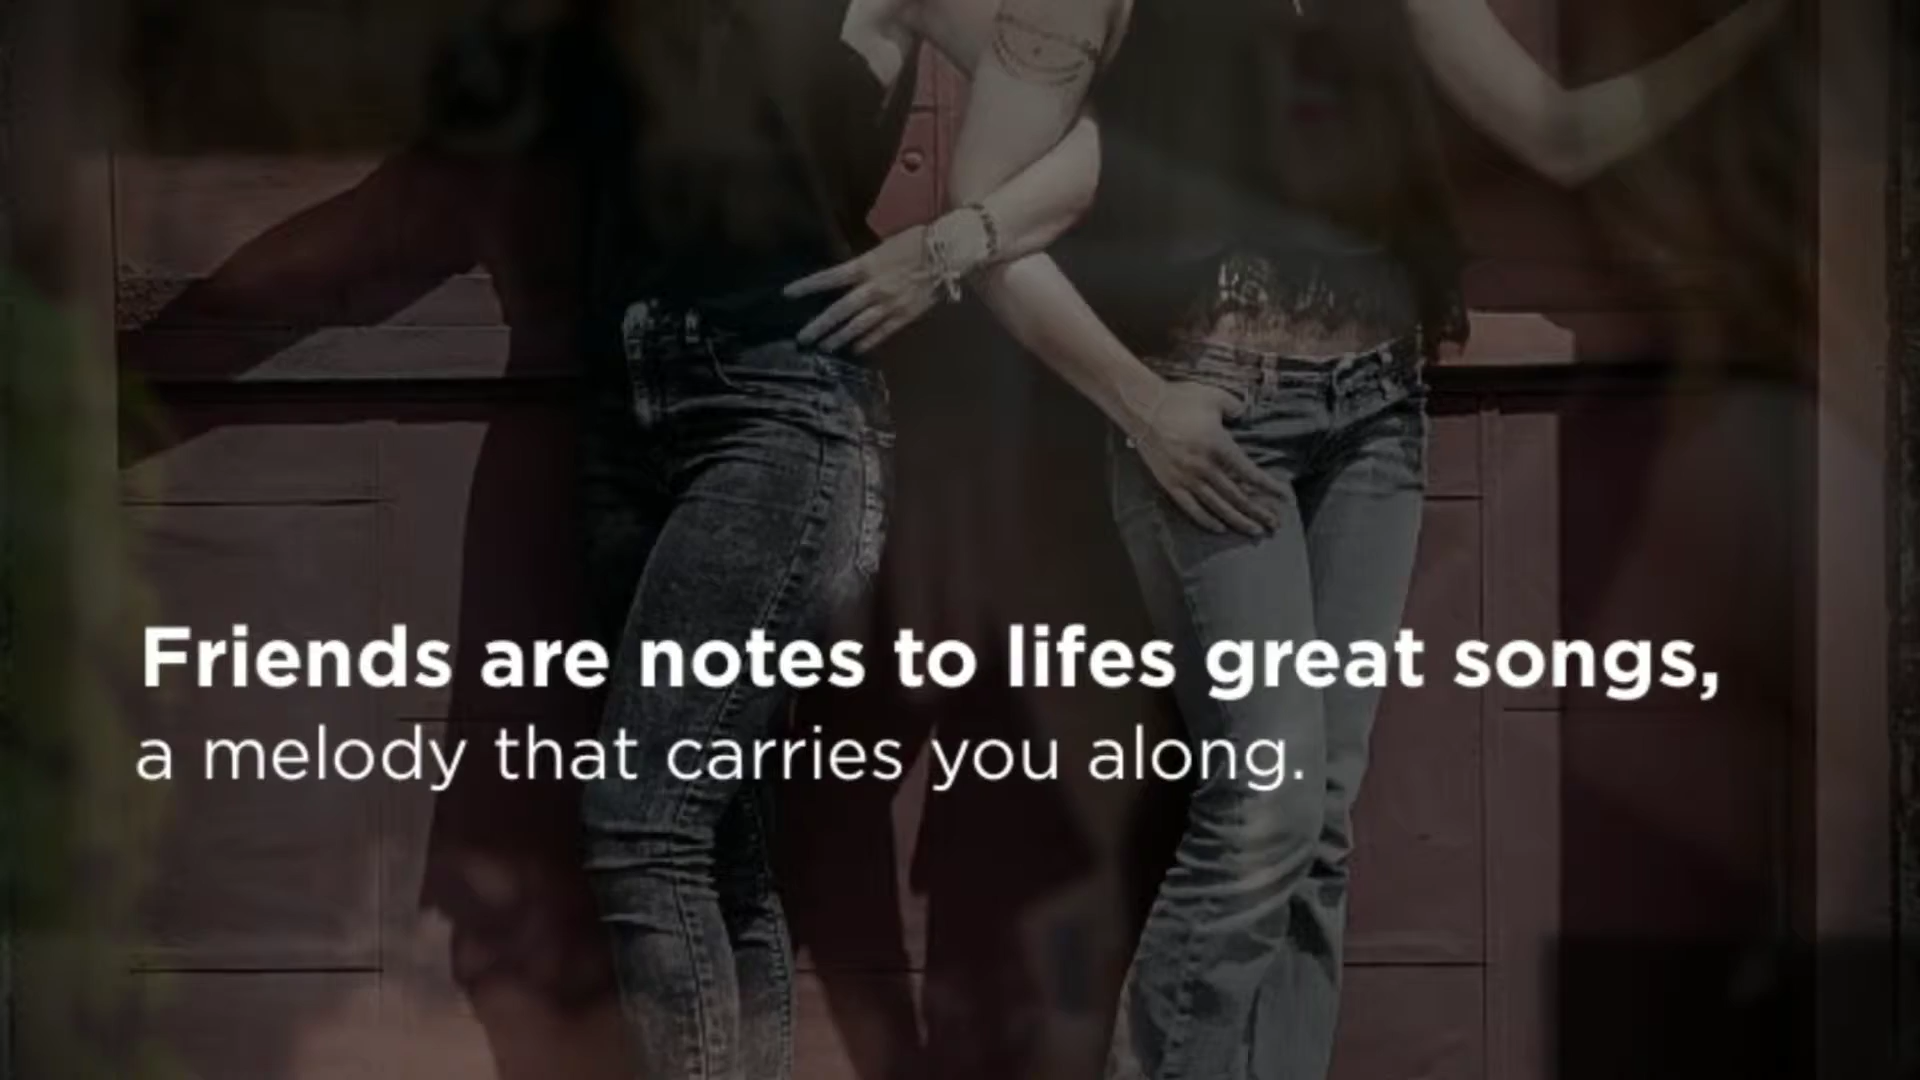 Friends are notes to lifes great songs,
a melody that carries you along.